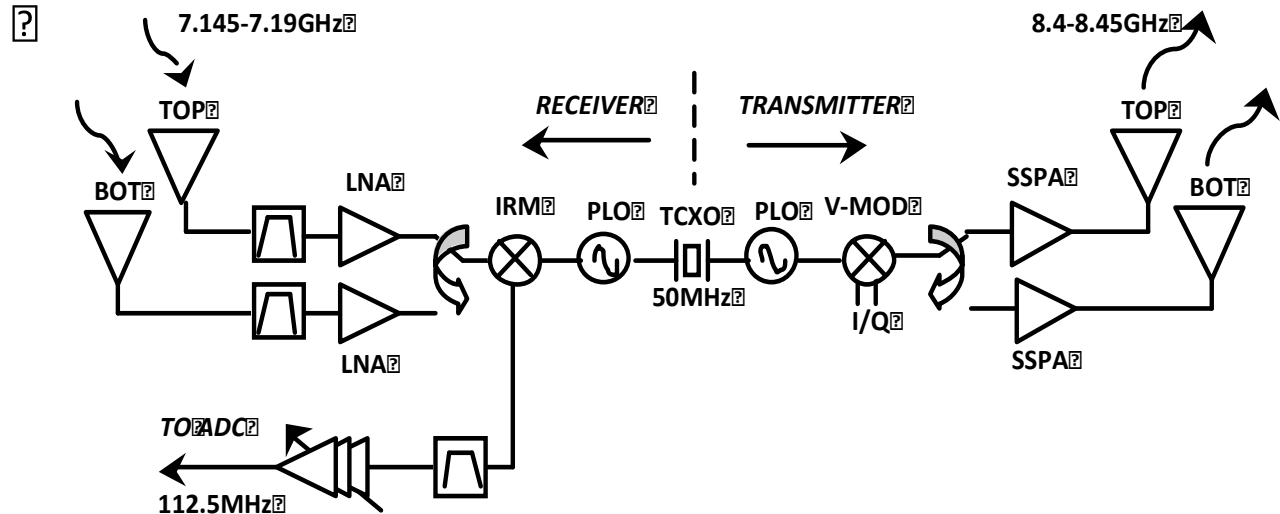 7.145-7.19GHz
8.4-8.45GHz
TOP
RECEIVER
TRANSMITTER
TOP
BOT
LNA
SSPA
BOT
IRM
PLO
TCXO
PLO
V-MOD
50MHz
I/Q
LNA
SSPA
TO ADC
112.5MHz